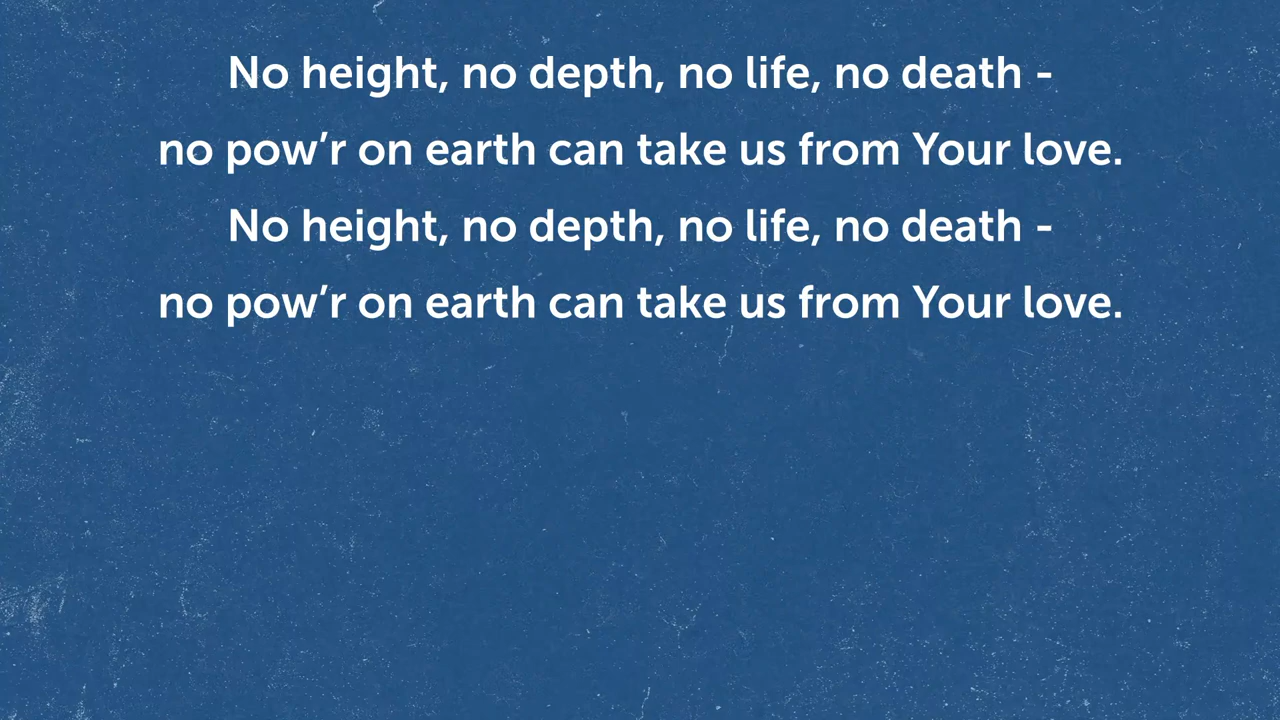 No height, no depth, no life, no death -
no pow’r on earth can take us from Your love.
No height, no depth, no life, no death -
no pow’r on earth can take us from Your love.